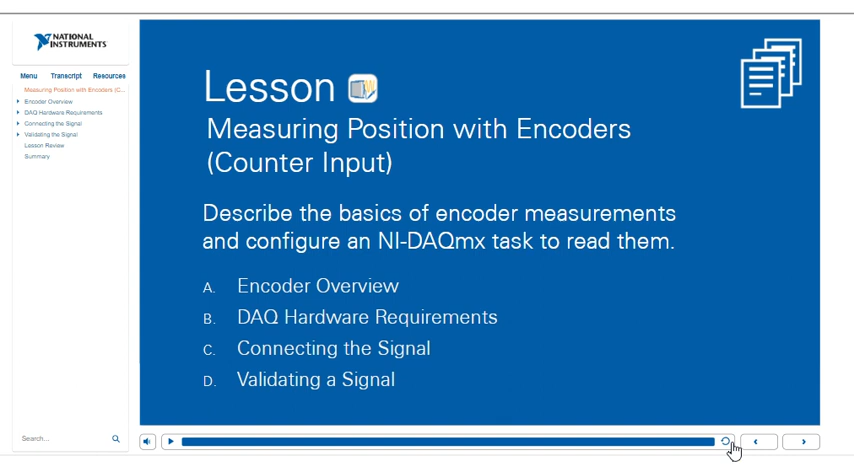 NATIONAL
INSTRUMENTS
Menu Transcript Resources
Measuring Position with Encoders (C...
Encoder Overview
DAQ Hardware Requirements
Connecting the Signal
Validating the Signal
Lesson Review
Summary
Lesson
Measuring Position with Encoders
(Counter Input)
Describe the basics of encoder measurements
and configure an NI-DAQmx task to read them.
A. Encoder Overview
B. DAQ Hardware Requirements
C. Connecting the Signal
D. Validating a Signal
Search...